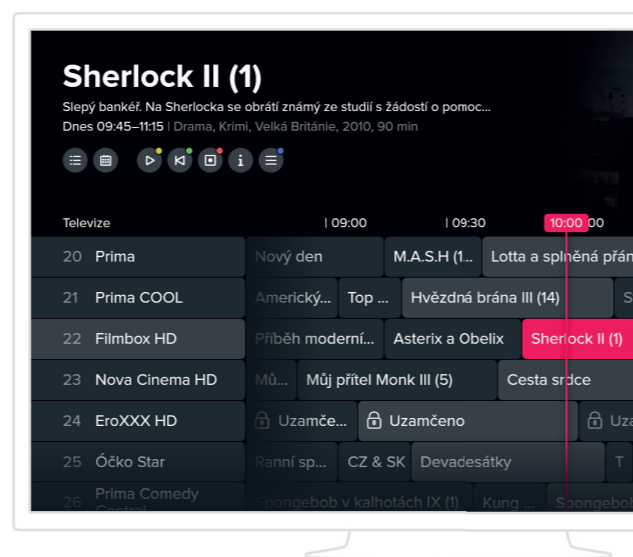 Sherlock II (1)
Slepý bankéř. Na Sherlocka se obrátí známý ze studií s žádostí o pomoc...
Dnes 09:45–11:15 | Drama, Krimi, Velká Británie, 2010, 90 min
Televize | 09:00 | 09:30 10:00 00
20 Prima Nový den M.A.S.H (1... Lotta a splněná přán
21 Prima COOL Americký... Top ... Hvězdná brána III (14) S
22 Filmbox HD Příběh moderní... Asterix a Obelix Sherlock II (1)
23 Nova Cinema HD Mů... Můj přítel Monk III (5) Cesta srdce
24 EroXXX HD Uzamče... Uzamčeno Uza
25 Óčko Star Ranní sp... CZ & SK Devadesátky T
26 Prima Comedy Central Spongebob v kalhotách IX (1) Kung ... Spongebob